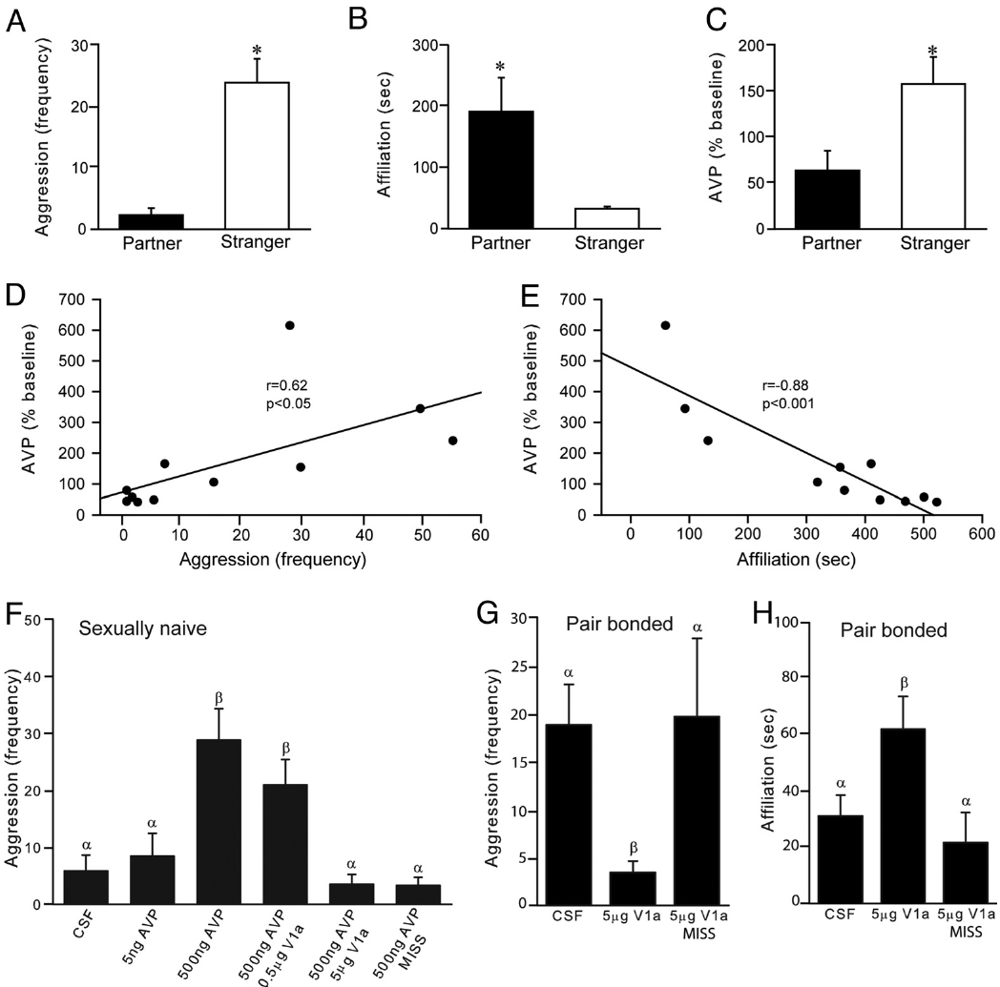 A
Aggression (frequency)
30
20
10
0
*
Partner
Stranger
B
Affiliation (sec)
300
200
100
0
*
Partner
Stranger
C
AVP (% baseline)
200
150
100
50
0
*
Partner
Stranger
D
AVP (% baseline)
700
600
500
400
300
200
100
0
r=0.62
p<0.05
0 10 20 30 40 50 60
Aggression (frequency)
E
AVP (% baseline)
700
600
500
400
300
200
100
0
r=-0.88
p<0.001
0 100 200 300 400 500 600
Affiliation (sec)
F
Sexually naive
Aggression (frequency)
50
40
30
20
10
0
α α β β α α
CSF
5ng AVP
500ng AVP
500ng AVP
0.5μg V1a
500ng AVP
5μg V1a
500ng AVP
MISS
G
Pair bonded
Aggression (frequency)
30
25
20
15
10
5
0
α β α
CSF
5μg V1a
5μg V1a
MISS
H
Pair bonded
Affiliation (sec)
100
80
60
40
20
0
α β α
CSF
5μg V1a
5μg V1a
MISS